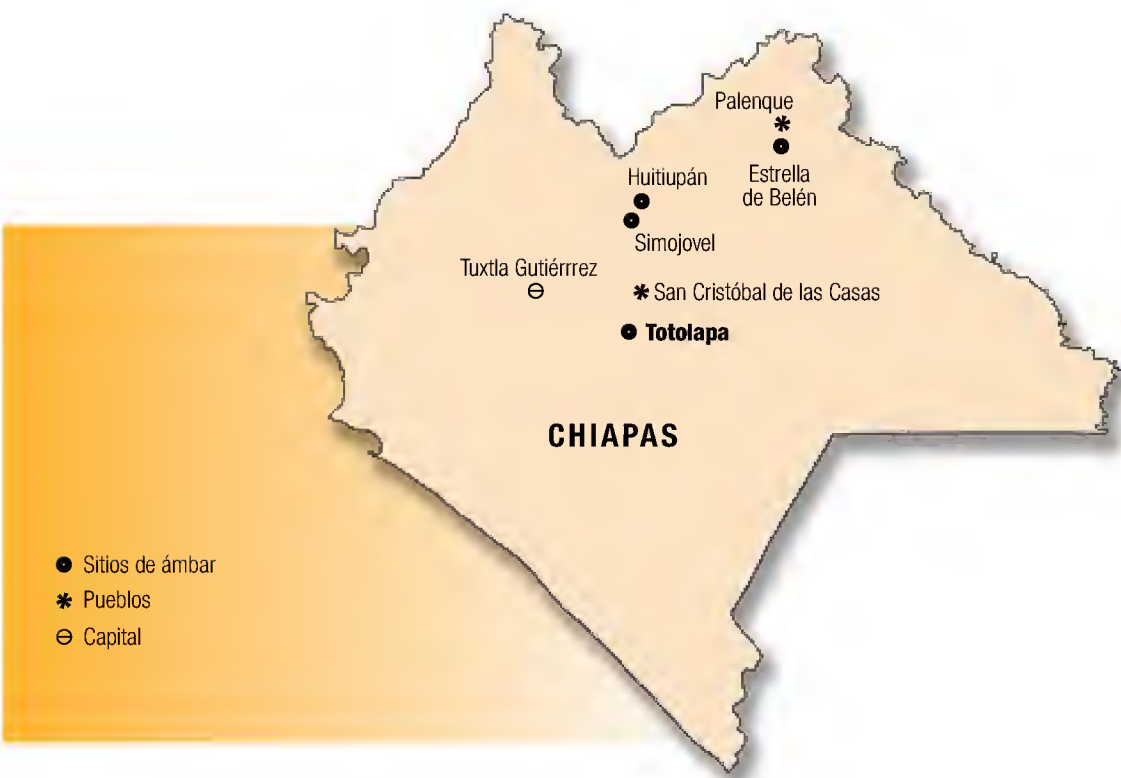 Palenque
Estrella
de Belén
Huitiupán
Simojovel
Tuxtla Gutiérrrez
San Cristóbal de las Casas
Totolapa
CHIAPAS
Sitios de ámbar
Pueblos
Capital